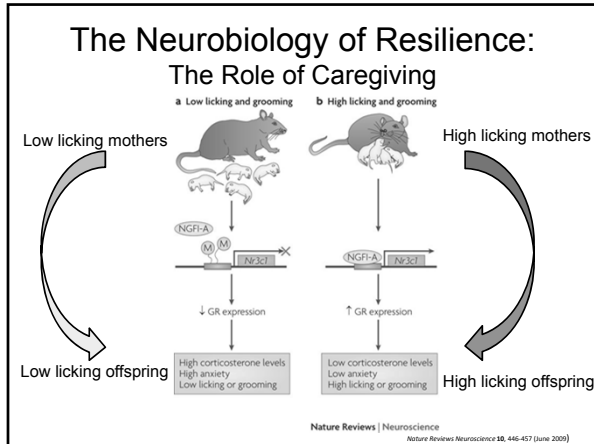 The Neurobiology of Resilience:
The Role of Caregiving
a Low licking and grooming
b High licking and grooming
Low licking mothers
High licking mothers
NGFI-A
M
M
Nr3c1
NGFI-A
Nr3c1
↓ GR expression
↑ GR expression
High corticosterone levels
High anxiety
Low licking or grooming
Low corticosterone levels
Low anxiety
High licking or grooming
Low licking offspring
High licking offspring
Nature Reviews | Neuroscience
Nature Reviews Neuroscience 10, 446-457 (June 2009)